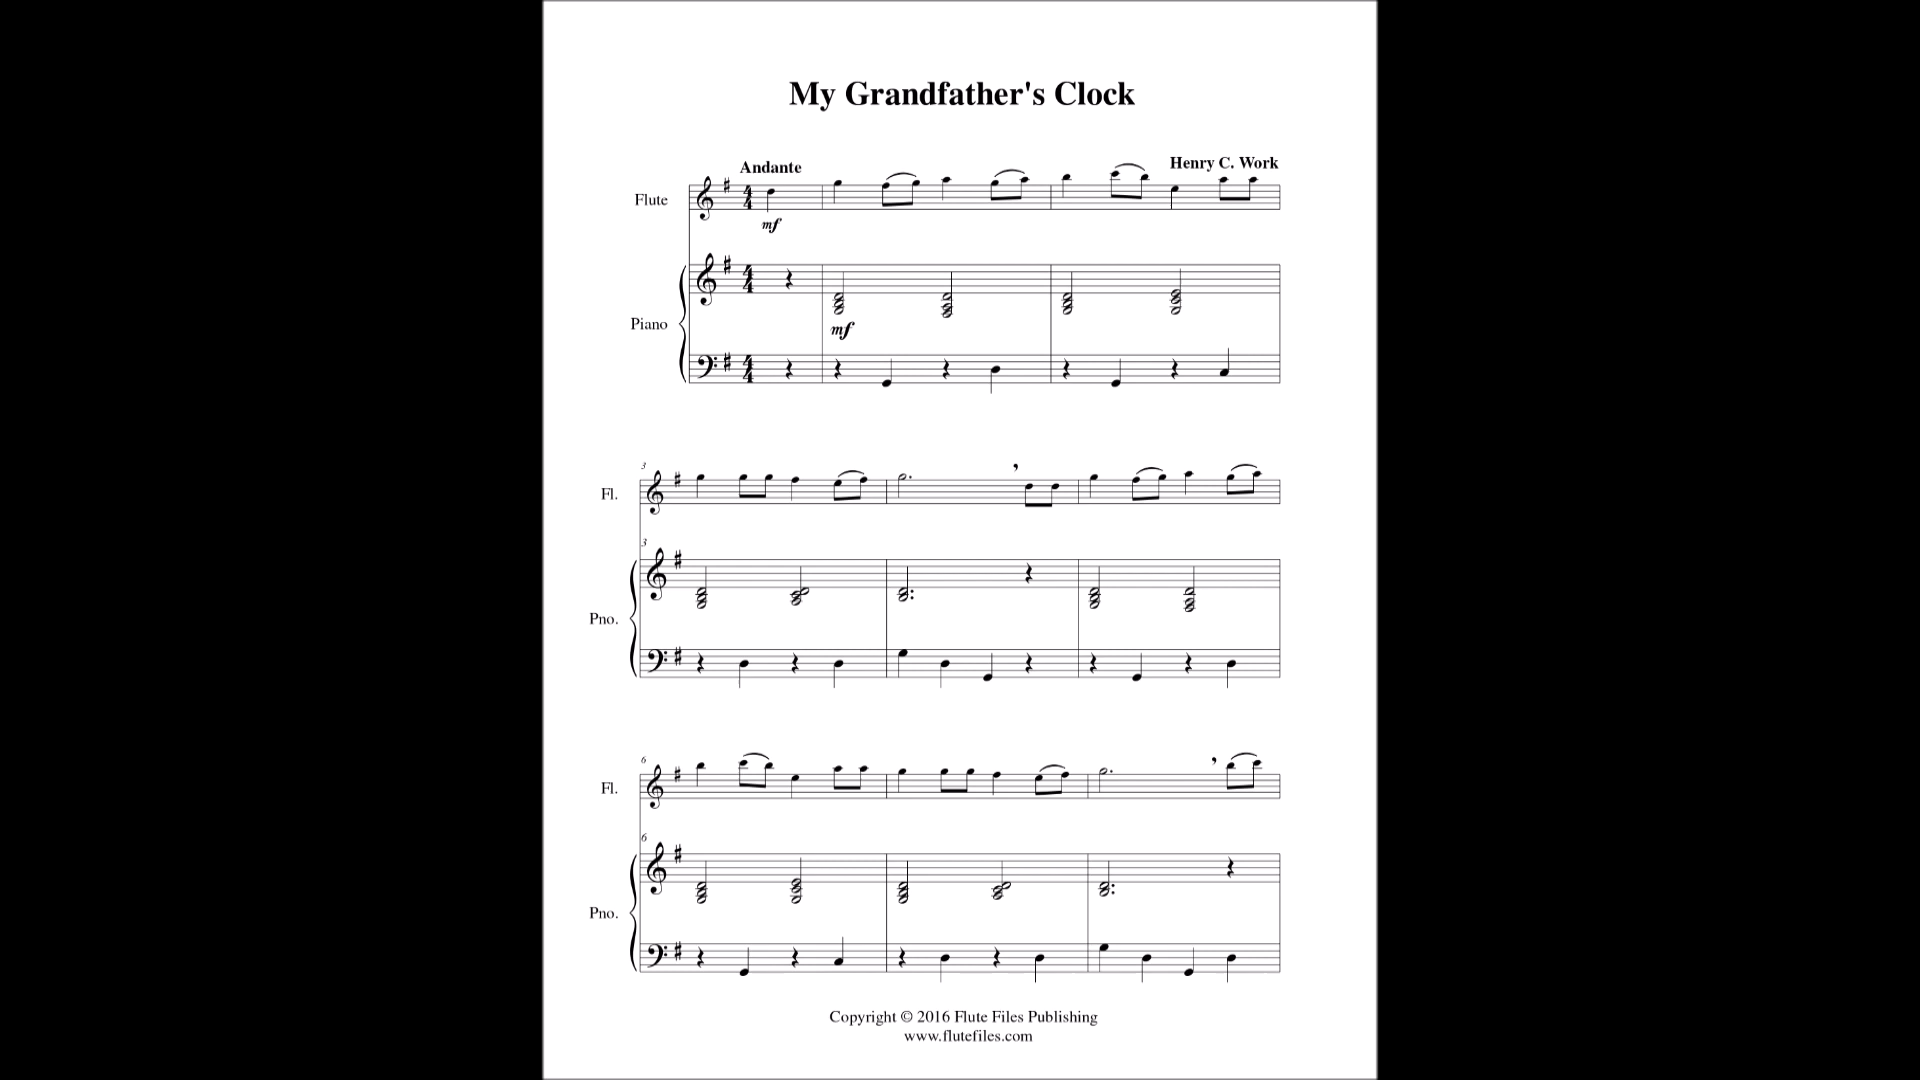 My Grandfather's Clock
Andante
Henry C. Work
Flute
mf
Piano
mf
3
Fl.
3
Pno.
6
Fl.
6
Pno.
Copyright © 2016 Flute Files Publishing
www.flutefiles.com